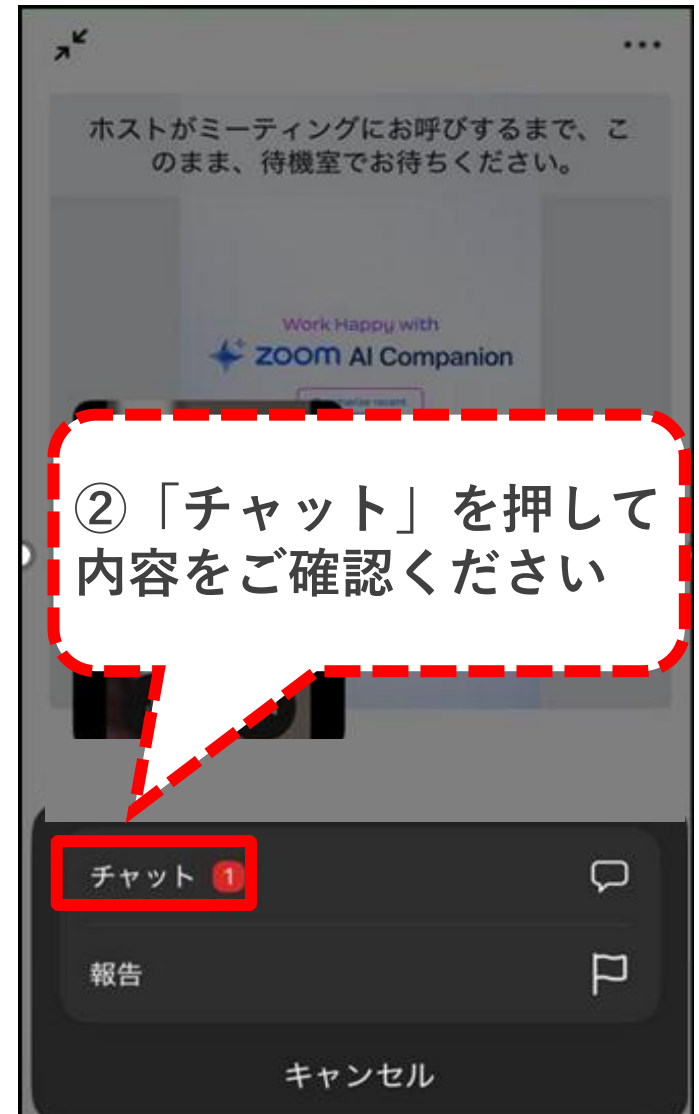 ホストがミーティングにお呼びするまで、こ
のまま、待機室でお待ちください。
Work Happy with
zoom AI Companion
②「チャット」を押して
内容をご確認ください
チャット 1
報告
キャンセル